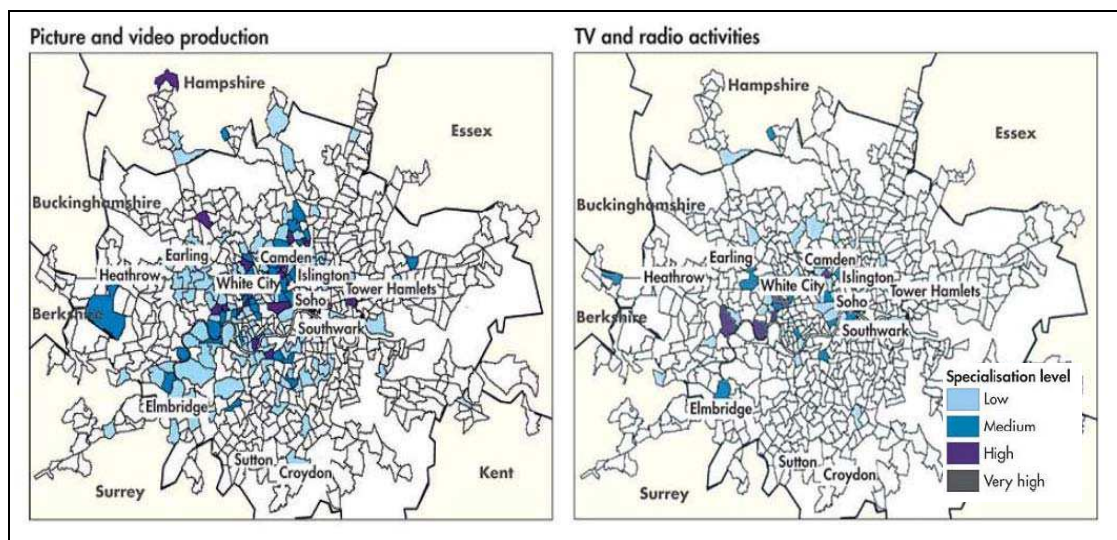 Picture and video production
Hampshire
Essex
Buckinghamshire
Earling
Camden
Heathrow
Islington
White City
Tower Hamlets
Soho
Berkshire
Southwark
Elmbridge
Sutton
Croydon
Surrey
Kent
TV and radio activities
Hampshire
Essex
Buckinghamshire
Earling
Camden
Heathrow
Islington
White City
Tower Hamlets
Soho
Berkshire
Southwark
Elmbridge
Sutton
Croydon
Surrey
Kent
Specialisation level
Low
Medium
High
Very high